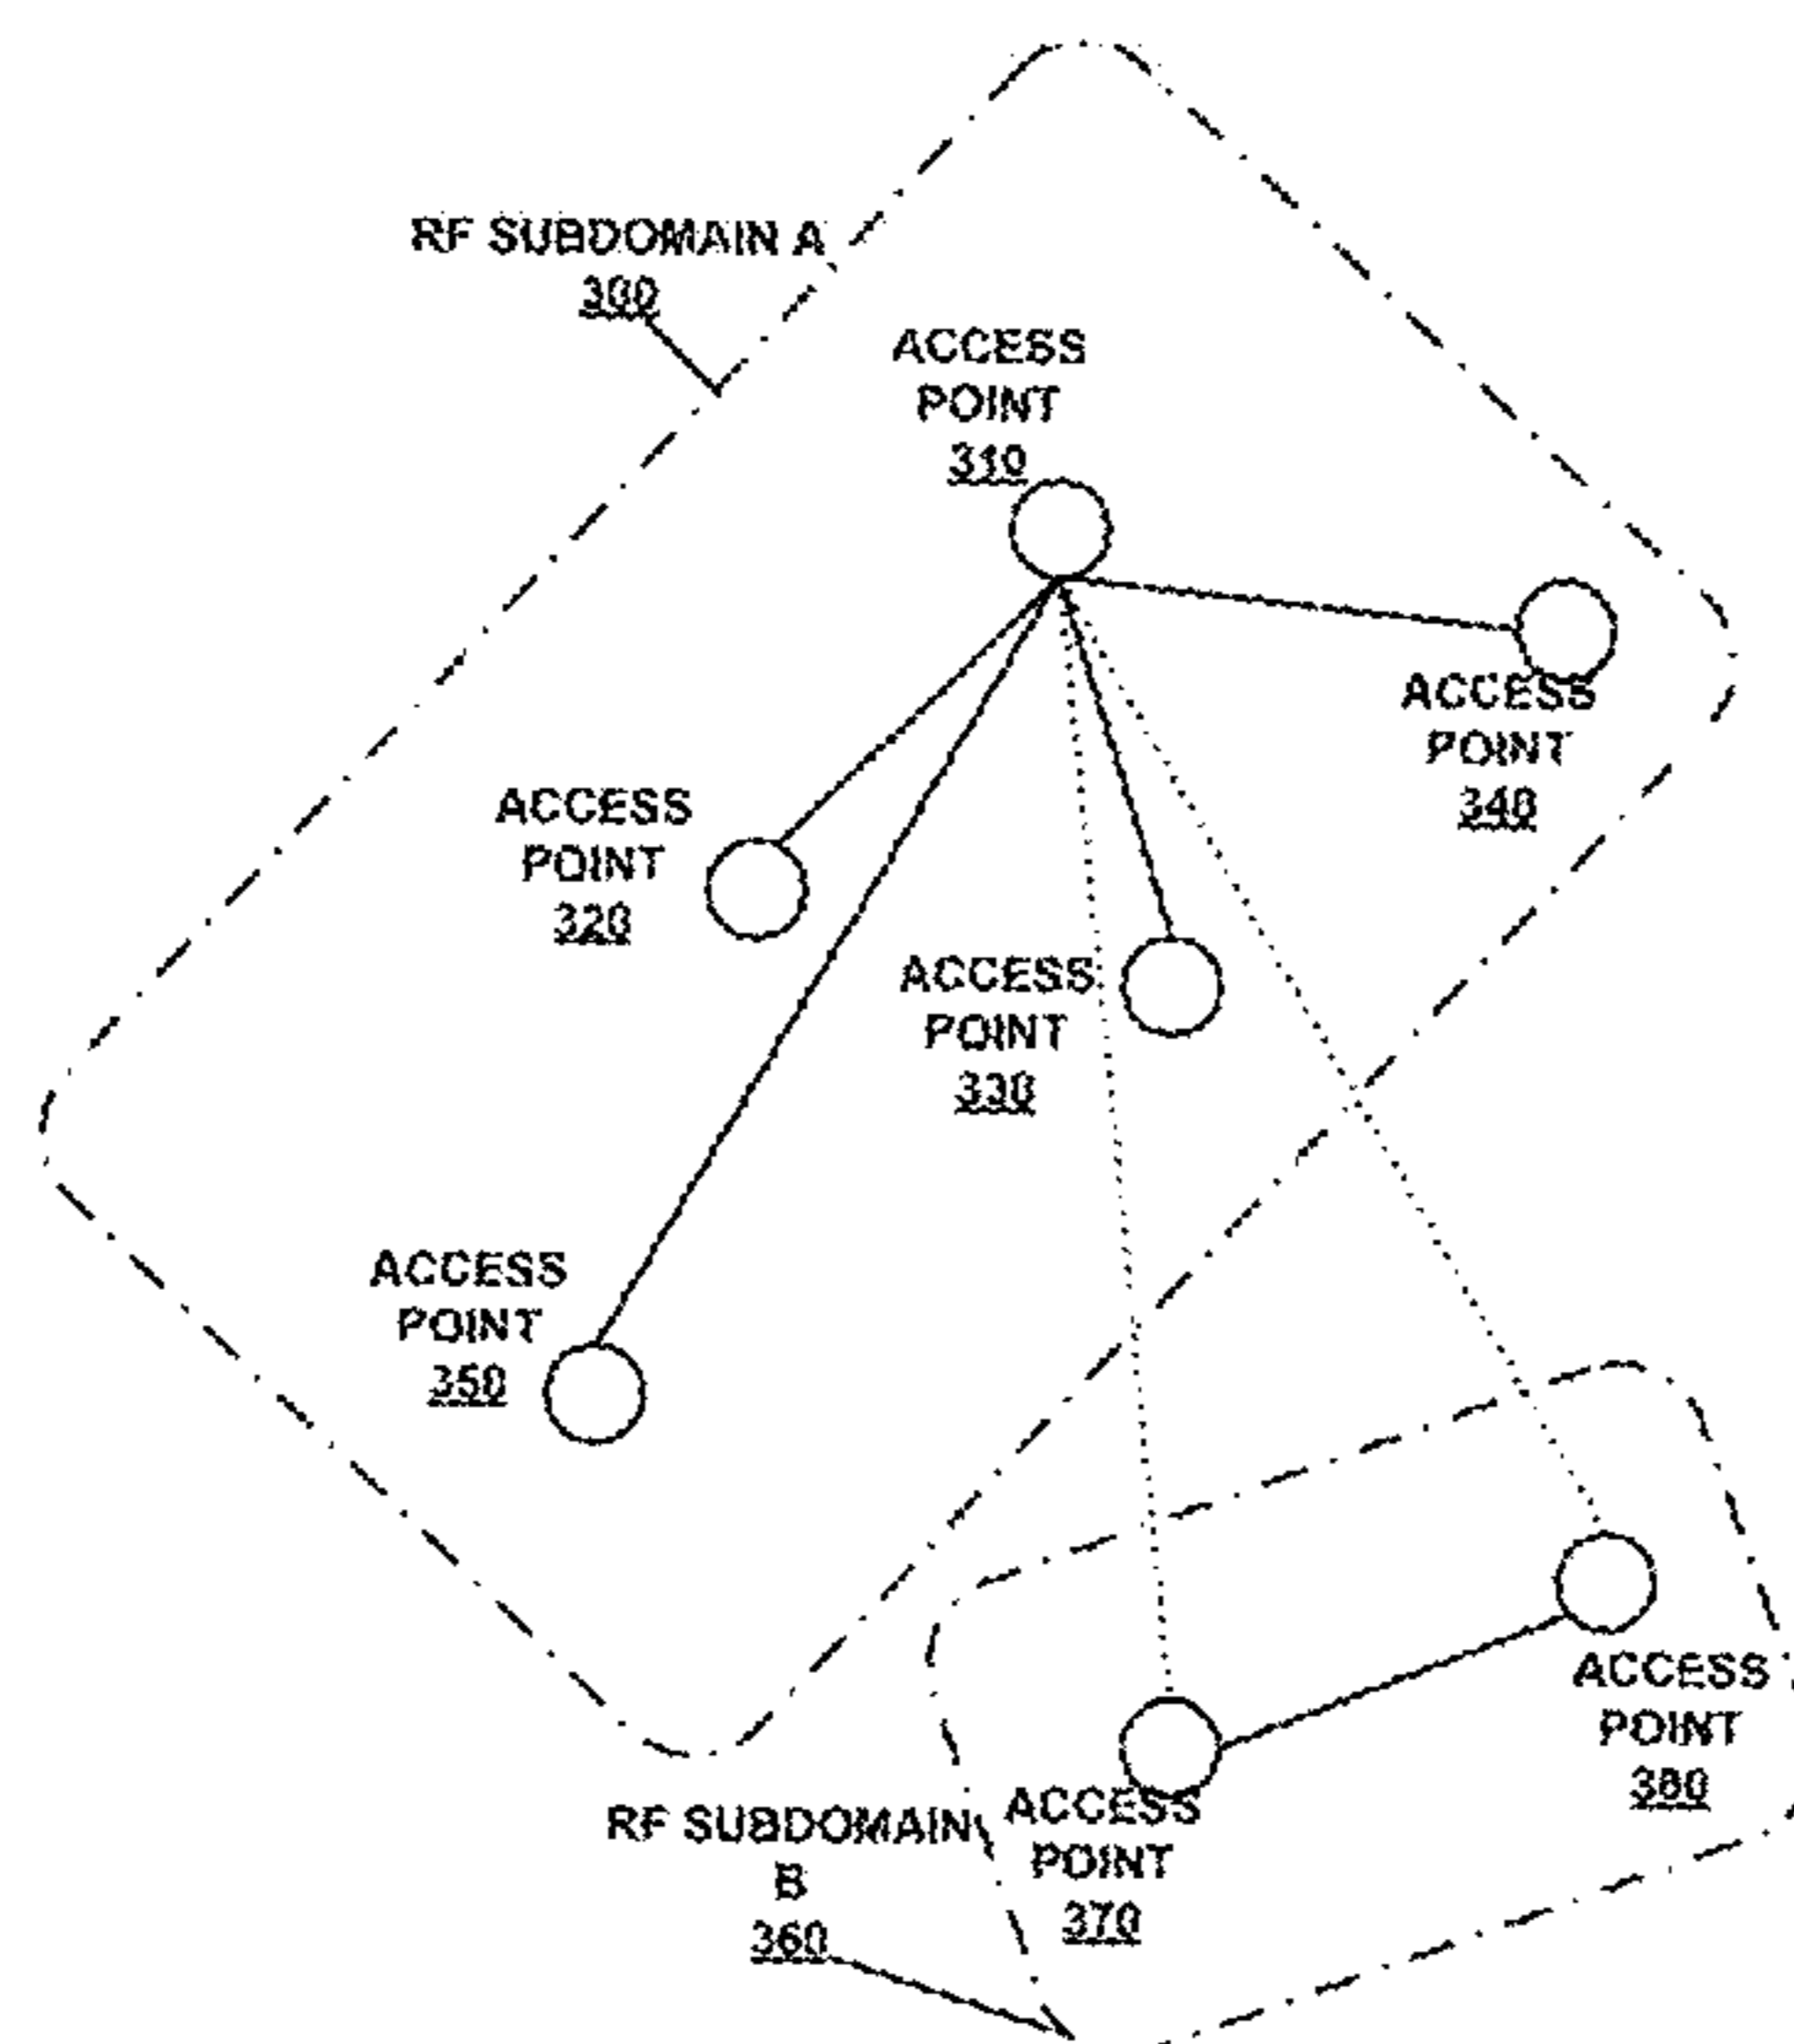 RF SUBDOMAIN A
300
ACCESS
POINT
310
ACCESS
POINT
340
ACCESS
POINT
320
ACCESS
POINT
330
ACCESS
POINT
350
ACCESS
POINT
380
ACCESS
POINT
370
RF SUBDOMAIN
B
360